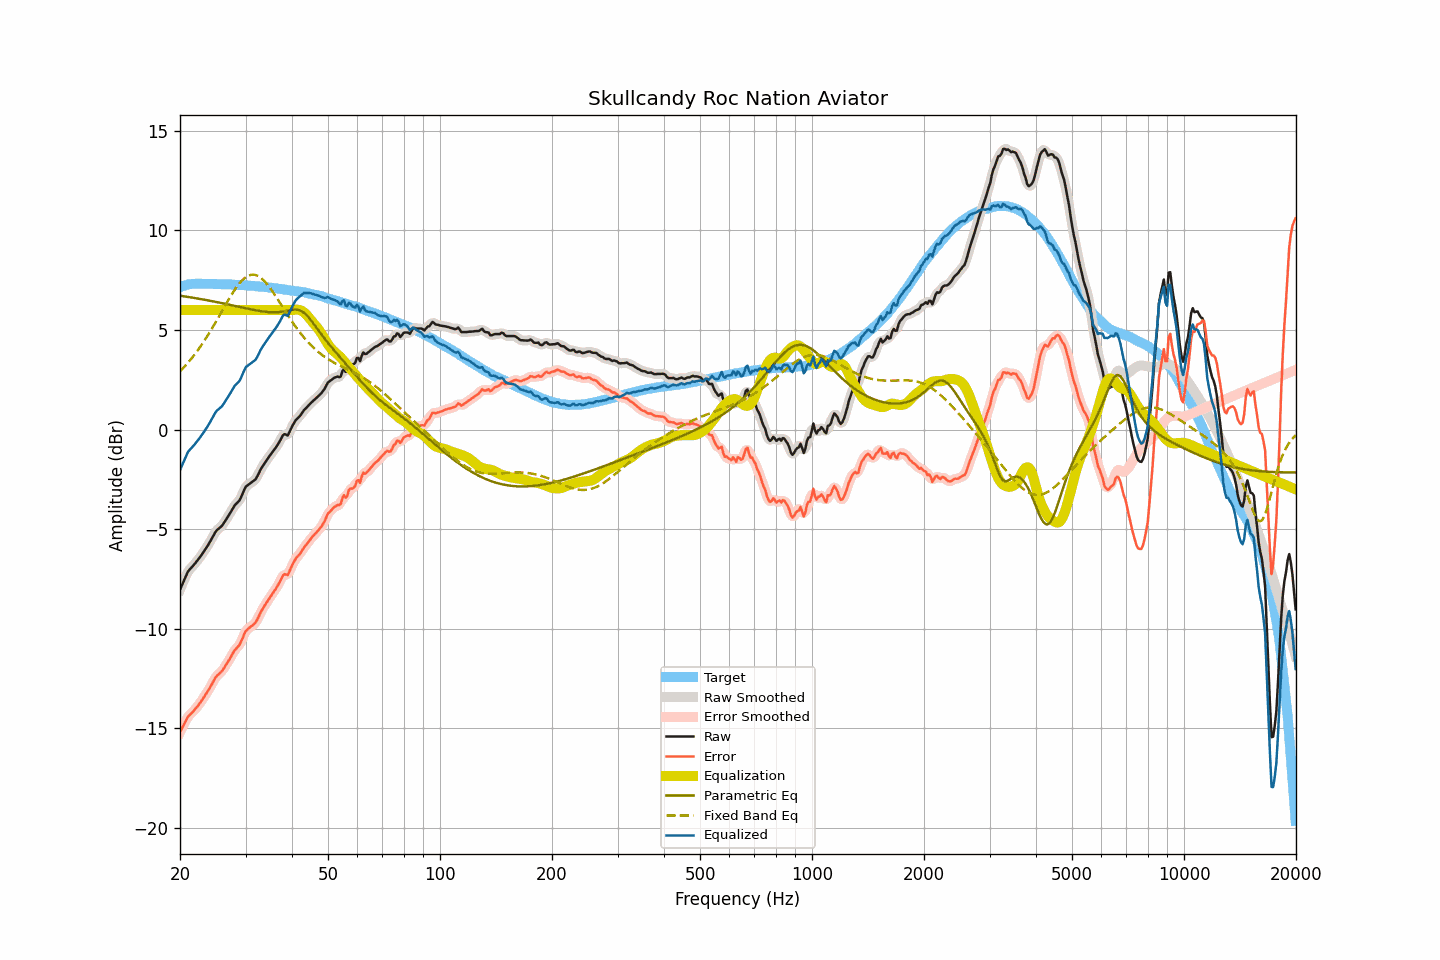 Skullcandy Roc Nation Aviator
15
10
5
0
−5
−10
−15
−20
Amplitude (dBr)
Target
Raw Smoothed
Error Smoothed
Raw
Error
Equalization
Parametric Eq
Fixed Band Eq
Equalized
20 50 100 200 500 1000 2000 5000 10000 20000
Frequency (Hz)